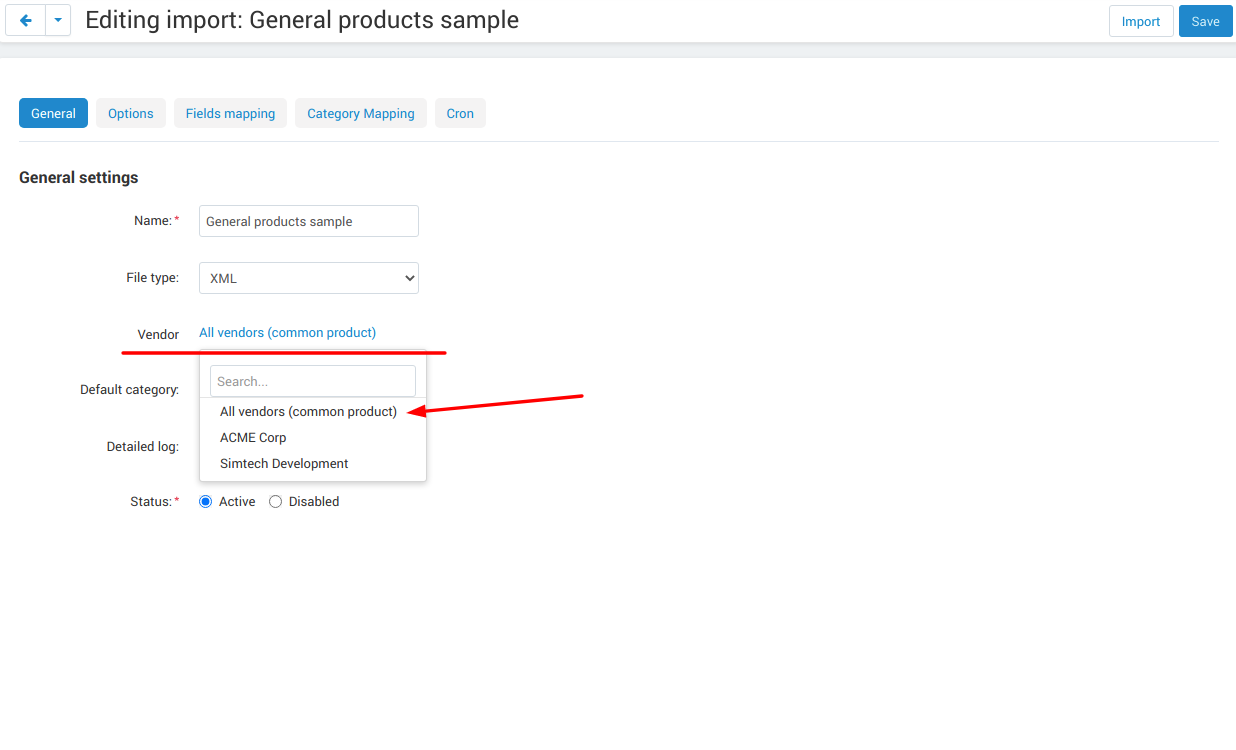 Editing import: General products sample
Import
Save
General
Options
Fields mapping
Category Mapping
Cron
General settings
Name:*
General products sample
File type:
XML
Vendor
All vendors (common product)
Search...
Default category:
All vendors (common product)
ACME Corp
Detailed log:
Simtech Development
Status:*
Active
Disabled